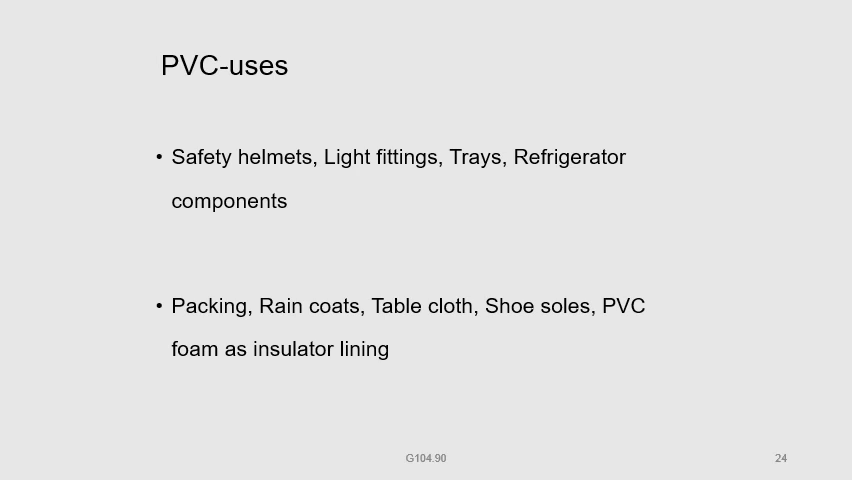 PVC-uses
• Safety helmets, Light fittings, Trays, Refrigerator
components
• Packing, Rain coats, Table cloth, Shoe soles, PVC
foam as insulator lining
G104.90
24